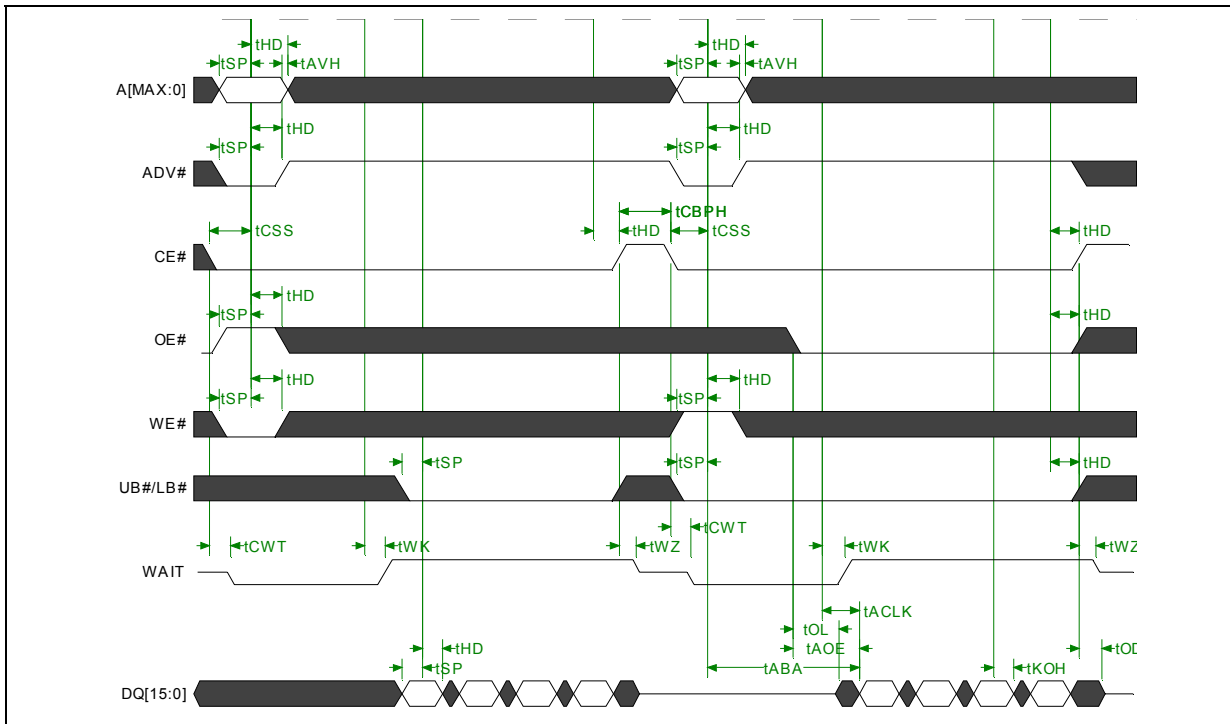 tHD tHD
tSP tAVH tSP tAVH
A[MAX:0]
tHD tHD
tSP tSP
ADV#
tCBPH
tCSS tHD tCSS tHD
CE#
tHD
tSP tHD
OE#
tHD tHD
tSP tSP
WE#
tSP tSP tHD
UB#/LB#
tCWT
tCWT tWK tWZ tWK tWZ
WAIT
tACLK
tOL
tHD tAOE
tSP tABA tKOH
DQ[15:0]